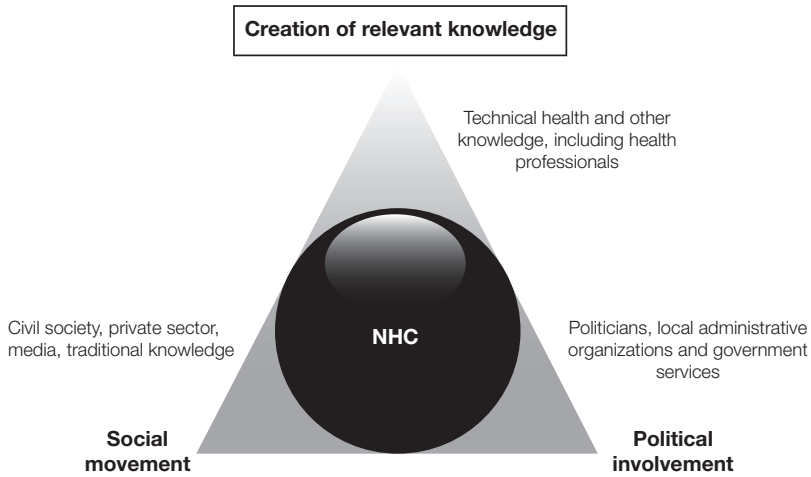 Creation of relevant knowledge
Technical health and other
knowledge, including health
professionals
NHC
Civil society, private sector,
media, traditional knowledge
Politicians, local administrative
organizations and government
services
Social
movement
Political
involvement